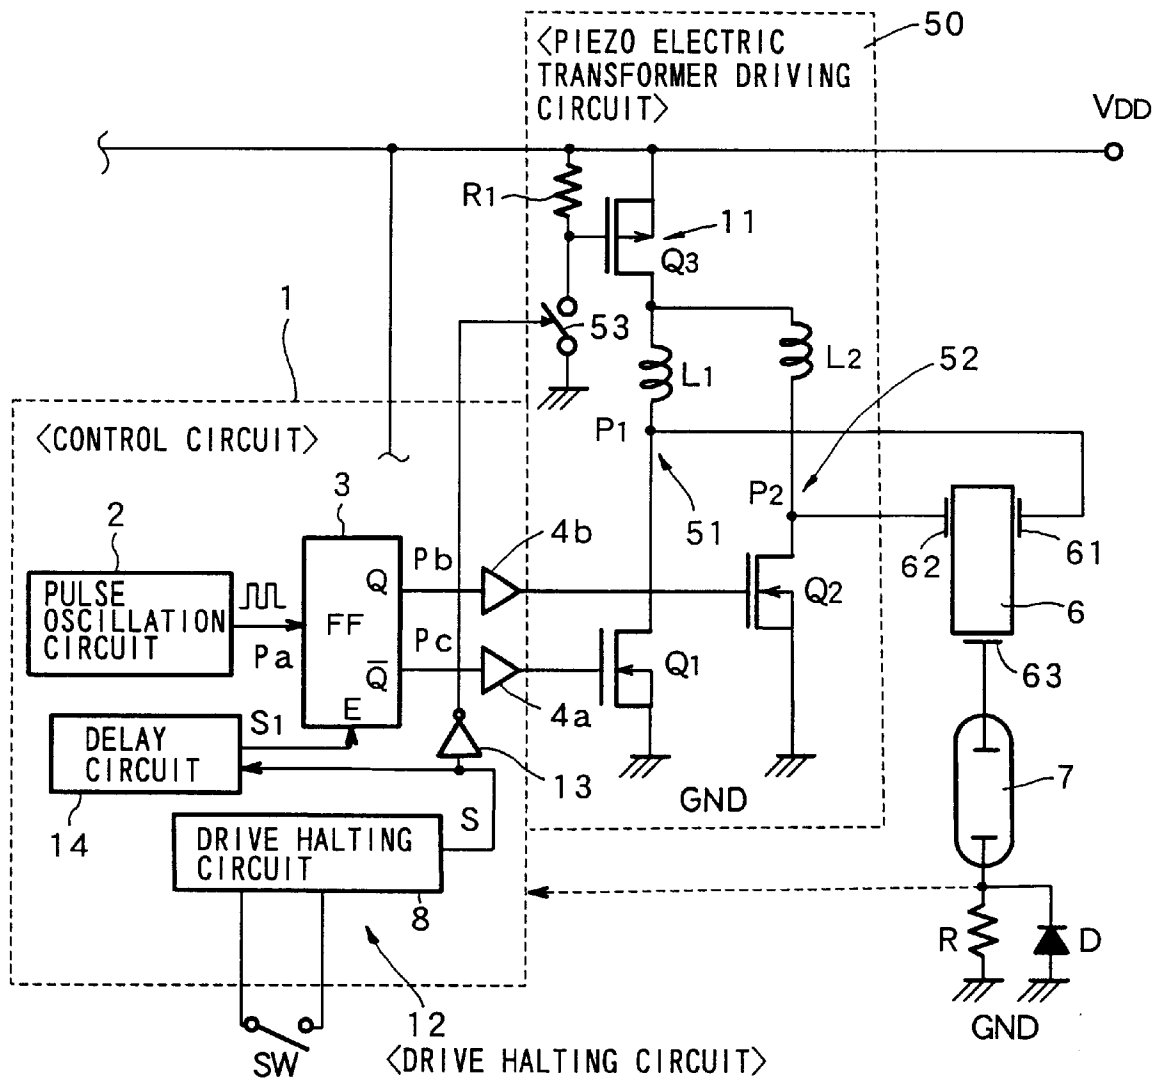 50
<PIEZO ELECTRIC
TRANSFORMER DRIVING
CIRCUIT>
VDD
R1
11
Q3
1
53
L1
L2
52
<CONTROL CIRCUIT>
P1
3
P2
51
2
4b
62
61
PULSE
OSCILLATION
CIRCUIT
Pa
Q
FF
Q̅
E
Pb
Pc
Q2
6
Q1
63
4a
S1
DELAY
CIRCUIT
14
13
GND
7
S
DRIVE HALTING
CIRCUIT
8
R
D
12
GND
SW
<DRIVE HALTING CIRCUIT>